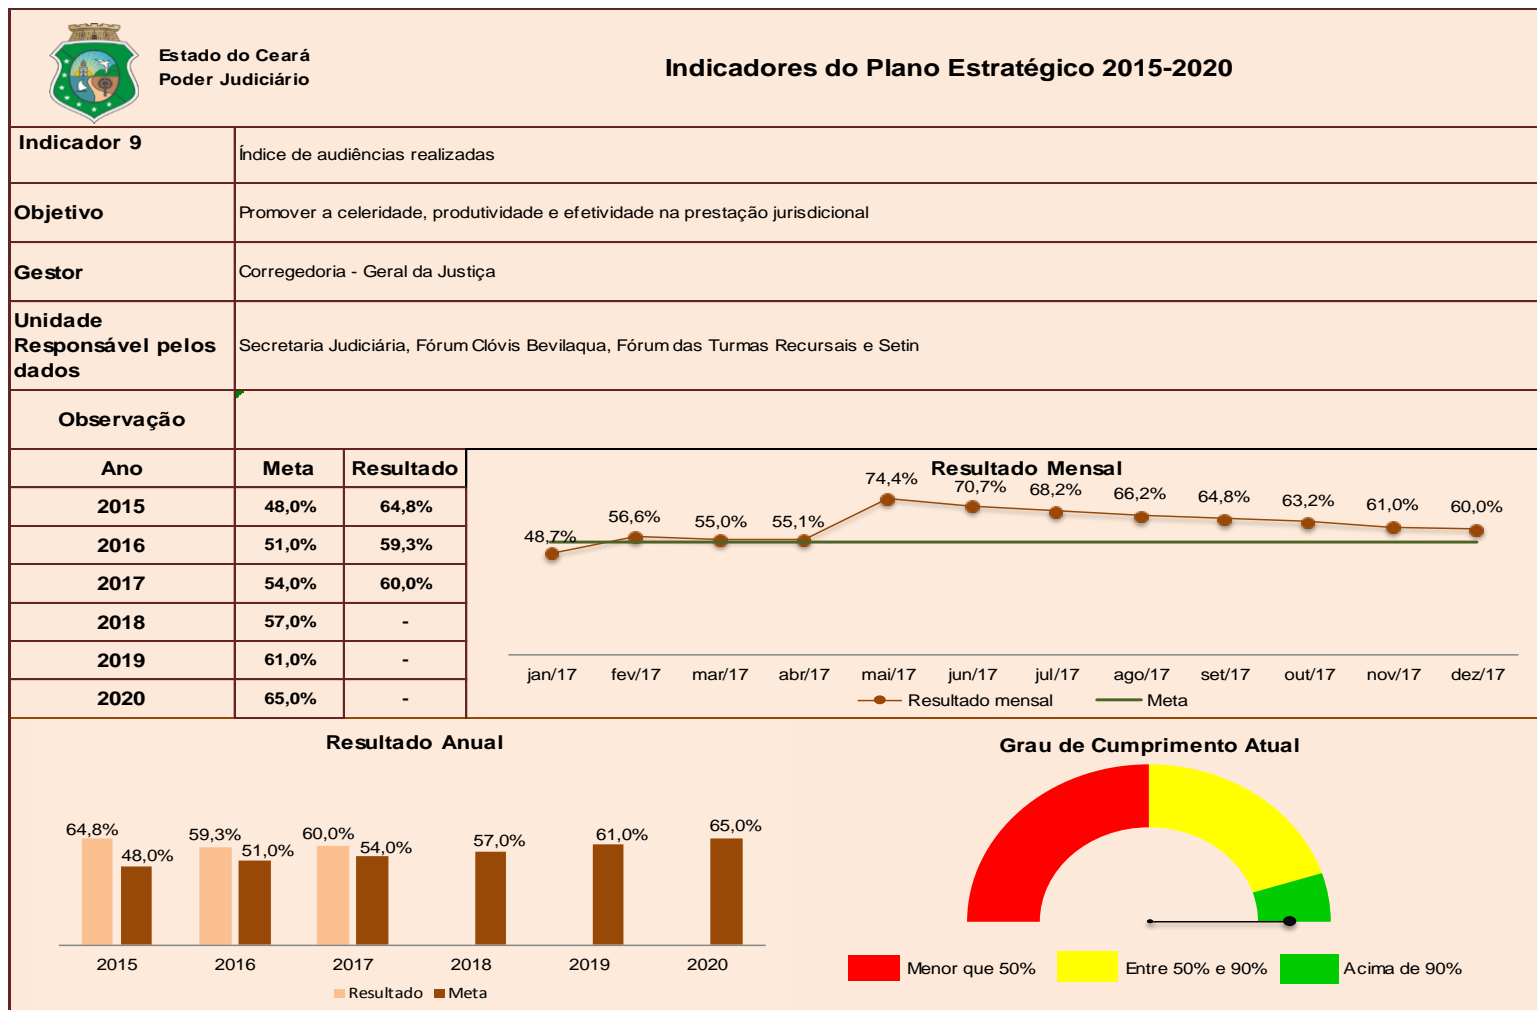 Estado do Ceará
Poder Judiciário
Indicadores do Plano Estratégico 2015-2020
Indicador 9
Índice de audiências realizadas
Objetivo
Promover a celeridade, produtividade e efetividade na prestação jurisdicional
Gestor
Corregedoria - Geral da Justiça
Unidade
Responsável pelos
dados
Secretaria Judiciária, Fórum Clóvis Bevilaqua, Fórum das Turmas Recursais e Setin
Observação
Ano Meta Resultado
2015 48,0% 64,8%
2016 51,0% 59,3%
2017 54,0% 60,0%
2018 57,0% -
2019 61,0% -
2020 65,0% -
Resultado Mensal
48,7% 56,6% 55,0% 55,1% 74,4% 70,7% 68,2% 66,2% 64,8% 63,2% 61,0% 60,0%
jan/17 fev/17 mar/17 abr/17 mai/17 jun/17 jul/17 ago/17 set/17 out/17 nov/17 dez/17
Resultado mensal Meta
Resultado Anual
64,8% 48,0% 59,3% 51,0% 60,0% 54,0% 57,0% 61,0% 65,0%
2015 2016 2017 2018 2019 2020
Resultado Meta
Grau de Cumprimento Atual
Menor que 50% Entre 50% e 90% Acima de 90%